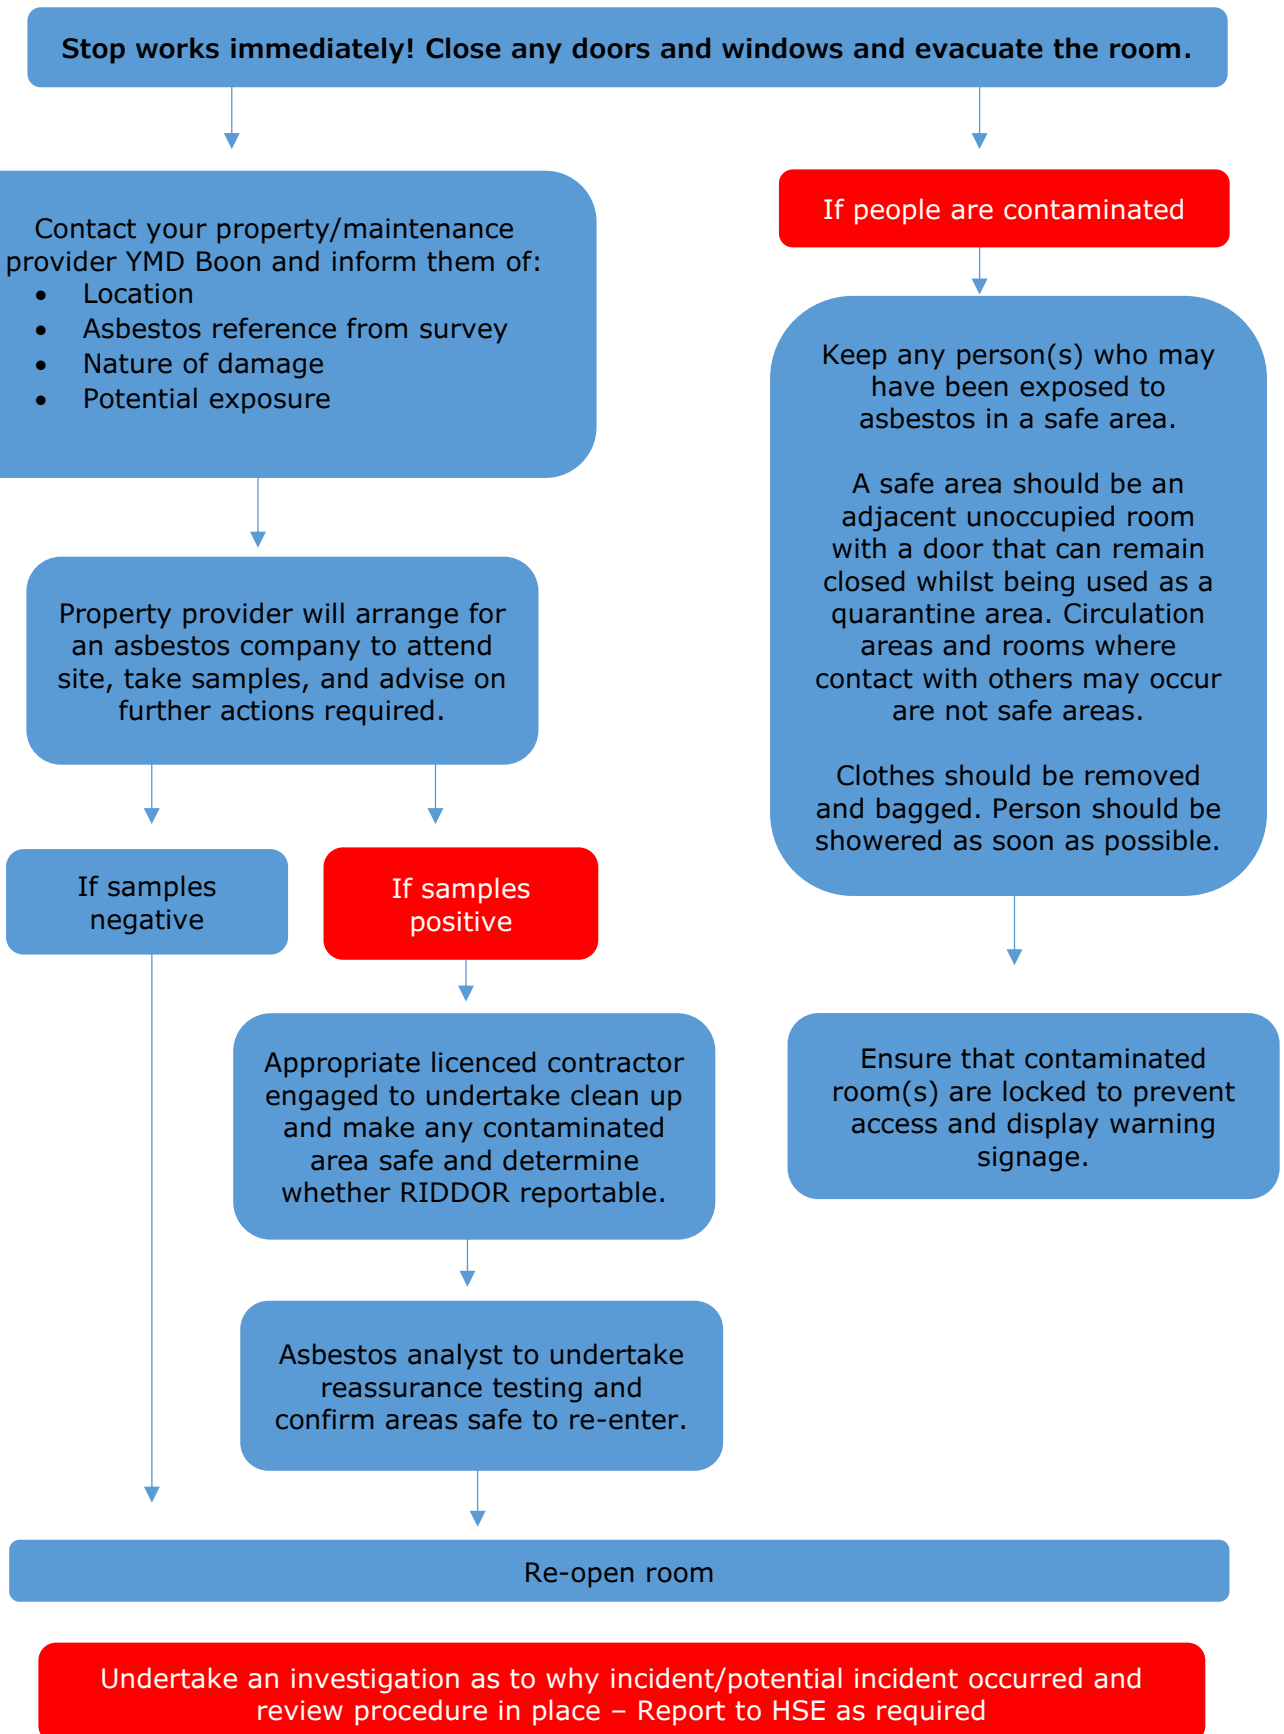 Stop works immediately! Close any doors and windows and evacuate the room.
Contact your property/maintenance
provider YMD Boon and inform them of:
• Location
• Asbestos reference from survey
• Nature of damage
• Potential exposure
Property provider will arrange for
an asbestos company to attend
site, take samples, and advise on
further actions required.
If samples
negative
If samples
positive
Appropriate licenced contractor
engaged to undertake clean up
and make any contaminated
area safe and determine
whether RIDDOR reportable.
Asbestos analyst to undertake
reassurance testing and
confirm areas safe to re-enter.
If people are contaminated
Keep any person(s) who may
have been exposed to
asbestos in a safe area.
A safe area should be an
adjacent unoccupied room
with a door that can remain
closed whilst being used as a
quarantine area. Circulation
areas and rooms where
contact with others may occur
are not safe areas.
Clothes should be removed
and bagged. Person should be
showered as soon as possible.
Ensure that contaminated
room(s) are locked to prevent
access and display warning
signage.
Re-open room
Undertake an investigation as to why incident/potential incident occurred and
review procedure in place – Report to HSE as required